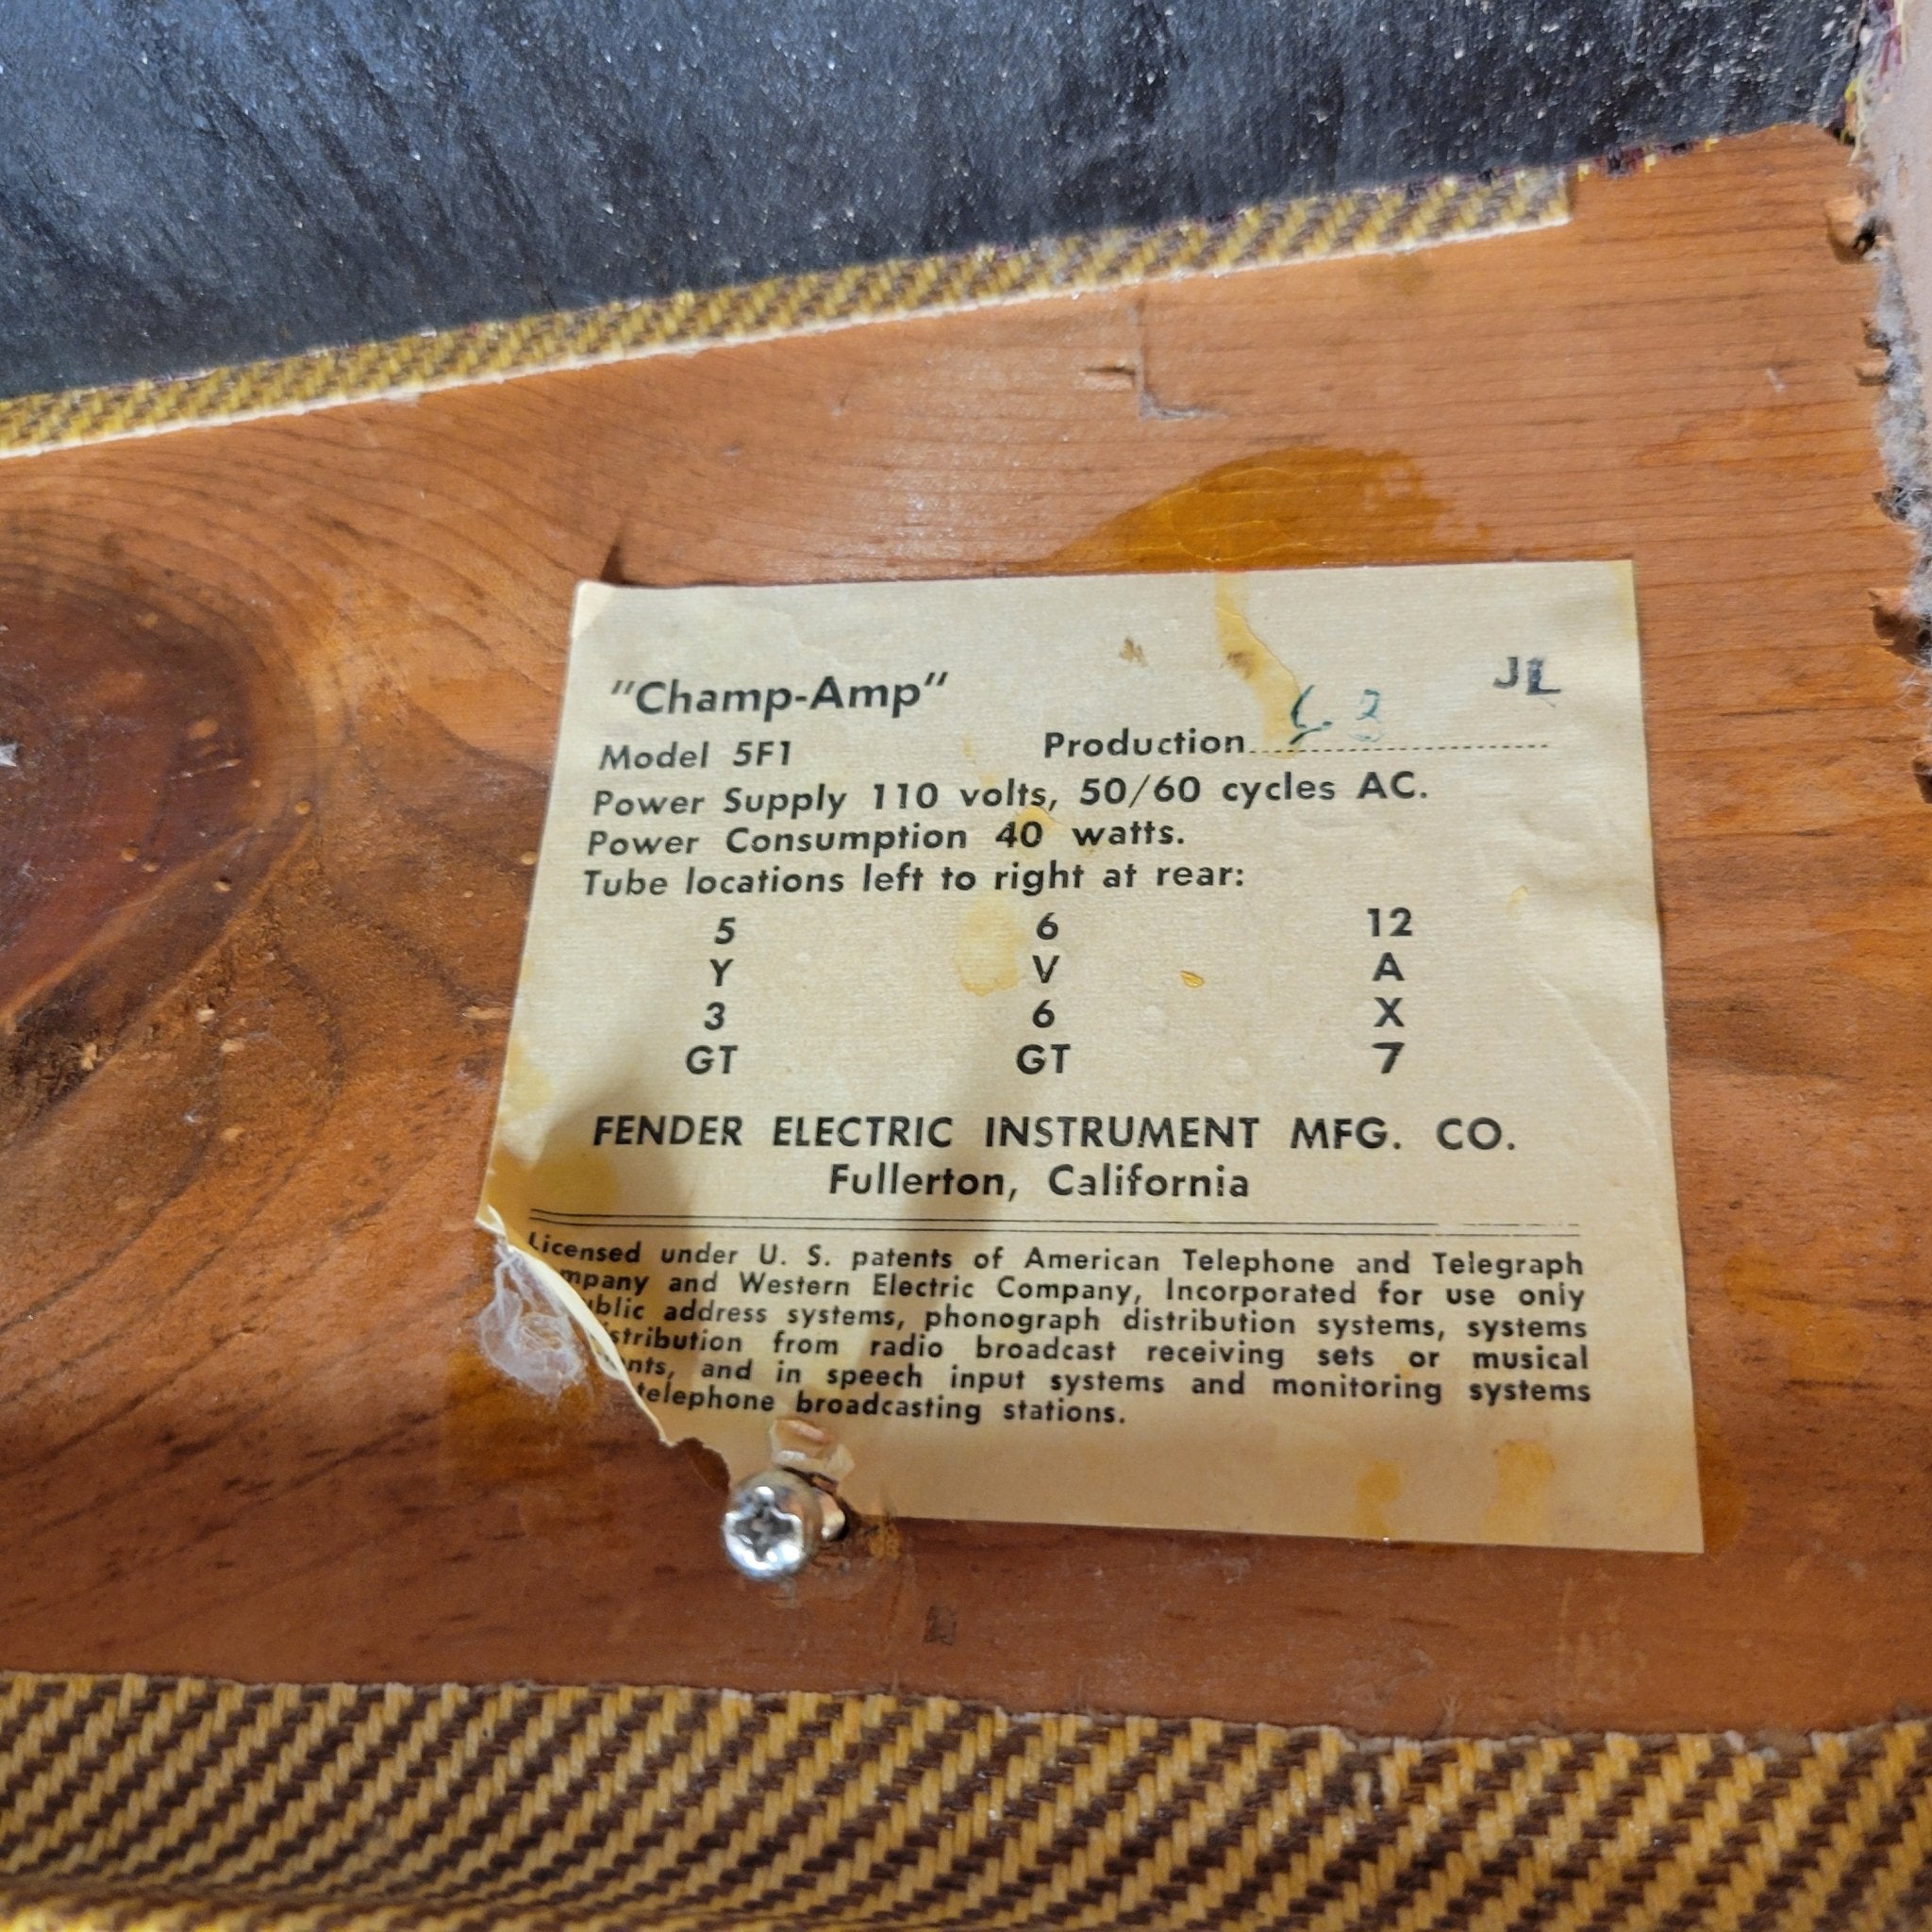 JL
"Champ-Amp"
Model 5F1 Production
Power Supply 110 volts, 50/60 cycles AC.
Power Consumption 40 watts.
Tube locations left to right at rear:
5 6 12
Y V A
3 6 X
GT GT 7
FENDER ELECTRIC INSTRUMENT MFG. CO.
Fullerton, California
Licensed under U. S. patents of American Telephone and Telegraph
mpany and Western Electric Company, Incorporated for use only
ublic address systems, phonograph distribution systems, systems
stribution from radio broadcast receiving sets or musical
nts, and in speech input systems and monitoring systems
telephone broadcasting stations.